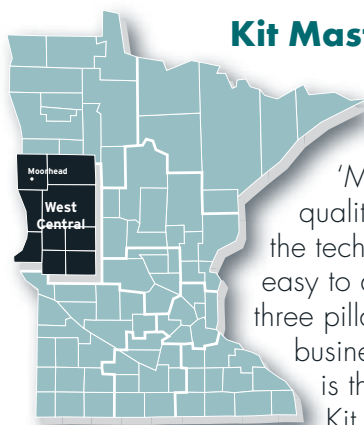 Kit Mast
Moorhead
West
Central
'M
qualit
the tech
easy to
three pilla
busine
is th
Kit